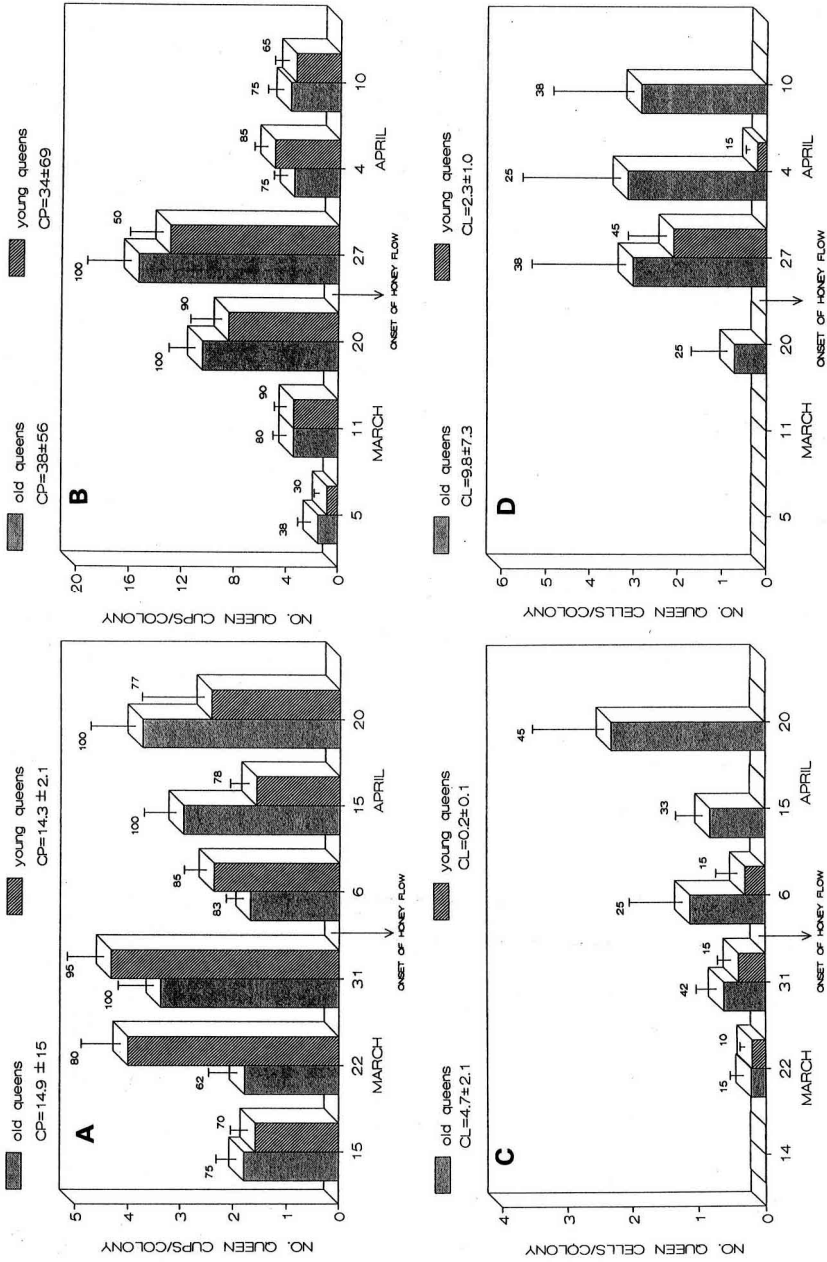 old queens
CP=14.9 ±15
young queens
CP=14.3 ± 2.1
A
NO. QUEEN CUPS/COLONY
5
4
3
2
1
0
75
70
62
80
100
95
83
85
100
78
100
77
15
22
31
6
15
20
MARCH
APRIL
ONSET OF HONEY FLOW
old queens
CP=38±56
young queens
CP=34±69
B
NO. QUEEN CUPS/COLONY
20
16
12
8
4
0
38
30
80
90
100
90
100
50
75
85
75
65
5
11
20
27
4
10
MARCH
APRIL
ONSET OF HONEY FLOW
old queens
CL=4.7±2.1
young queens
CL=0.2±0.1
C
NO. QUEEN CELLS/COLONY
4
3
2
1
0
15
10
42
15
25
15
33
45
14
22
31
6
15
20
MARCH
APRIL
ONSET OF HONEY FLOW
old queens
CL=9.8±7.3
young queens
CL=2.3±1.0
D
NO. QUEEN CELLS/COLONY
6
5
4
3
2
1
0
25
38
45
25
15
38
5
11
20
27
4
10
MARCH
APRIL
ONSET OF HONEY FLOW